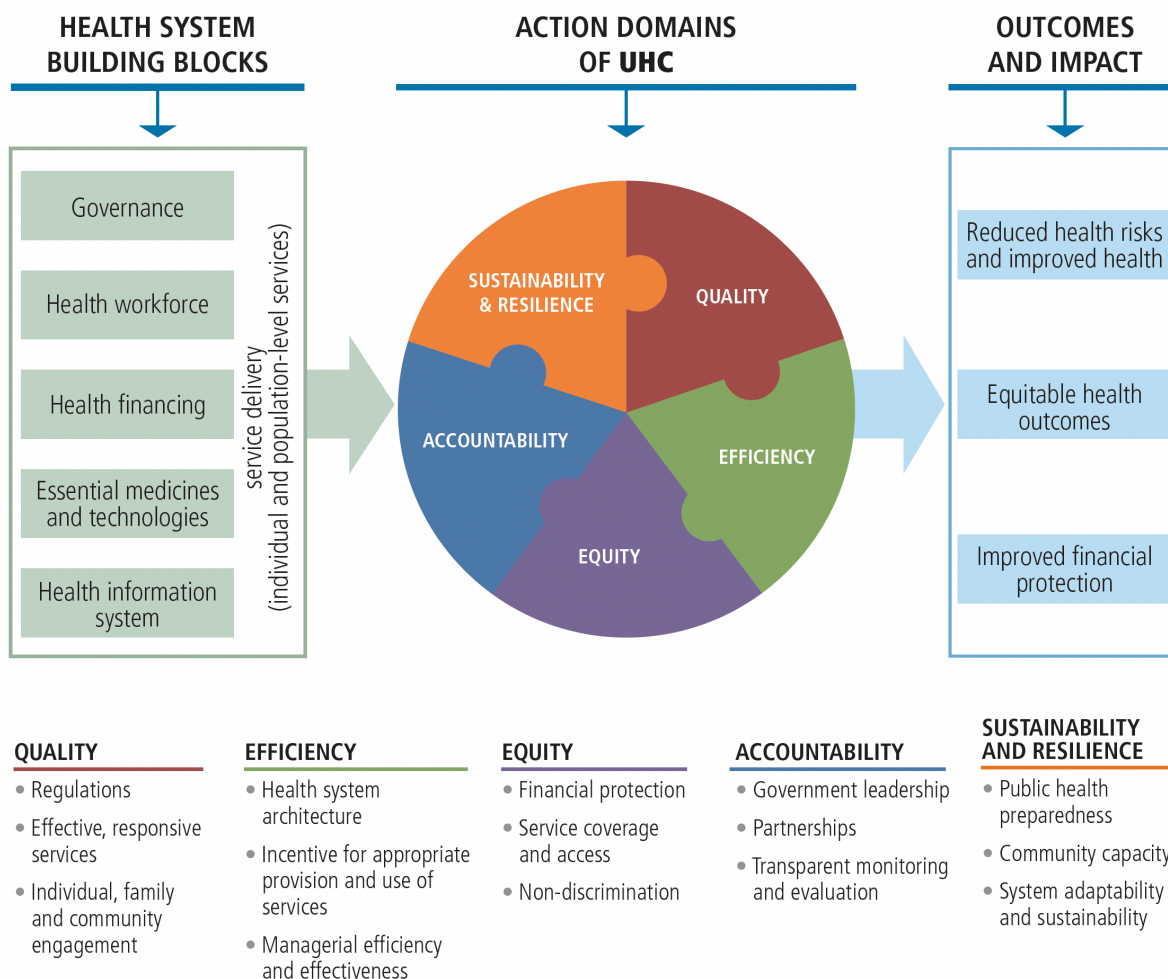 HEALTH SYSTEM
BUILDING BLOCKS
ACTION DOMAINS
OF UHC
OUTCOMES
AND IMPACT
Governance
Health workforce
Health financing
Essential medicines
and technologies
Health information
system
service delivery
(individual and population-level services)
SUSTAINABILITY
& RESILIENCE
QUALITY
ACCOUNTABILITY
EFFICIENCY
EQUITY
Reduced health risks
and improved health
Equitable health
outcomes
Improved financial
protection
QUALITY
• Regulations
• Effective, responsive
services
• Individual, family
and community
engagement
EFFICIENCY
• Health system
architecture
• Incentive for appropriate
provision and use of
services
• Managerial efficiency
and effectiveness
EQUITY
• Financial protection
• Service coverage
and access
• Non-discrimination
ACCOUNTABILITY
• Government leadership
• Partnerships
• Transparent monitoring
and evaluation
SUSTAINABILITY
AND RESILIENCE
• Public health
preparedness
• Community capacity
• System adaptability
and sustainability